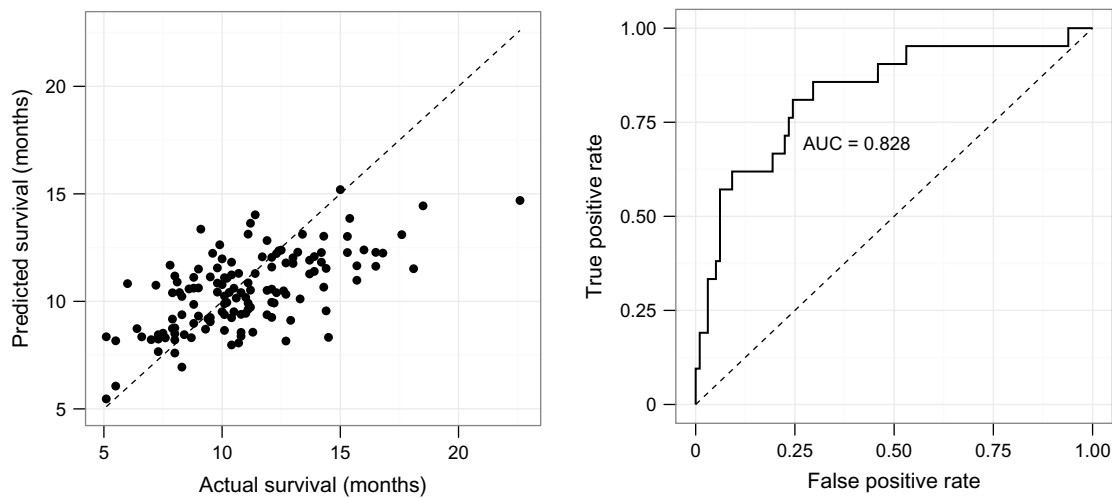 Predicted survival (months)
20
15
10
5
5 10 15 20
Actual survival (months)
True positive rate
1.00
0.75
0.50
0.25
0
AUC = 0.828
0 0.25 0.50 0.75 1.00
False positive rate